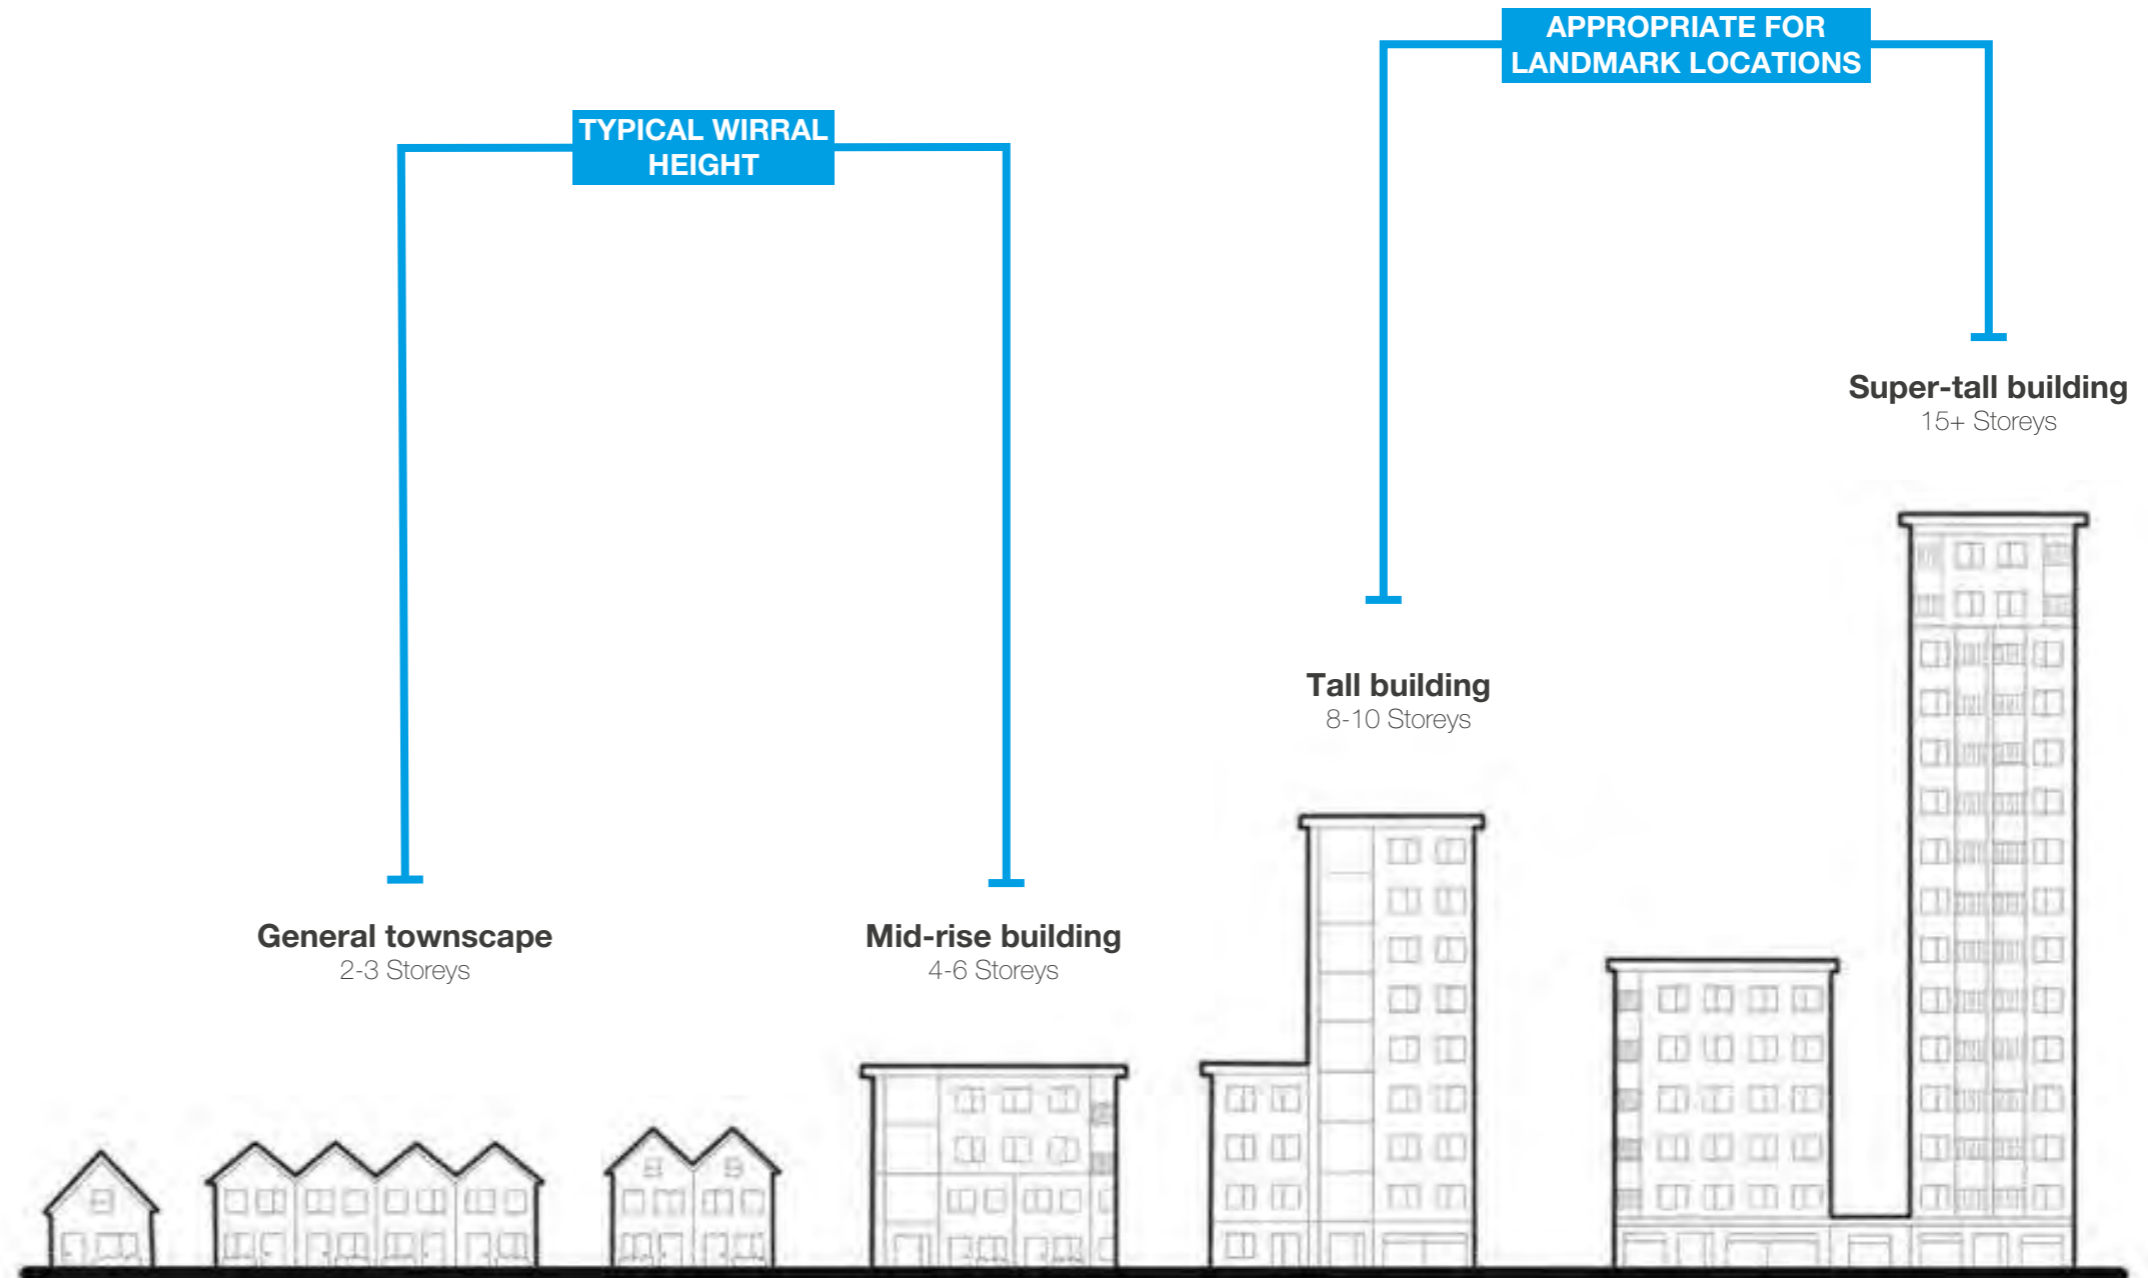 APPROPRIATE FOR
LANDMARK LOCATIONS
TYPICAL WIRRAL
HEIGHT
Super-tall building
15+ Storeys
Tall building
8-10 Storeys
General townscape
2-3 Storeys
Mid-rise building
4-6 Storeys